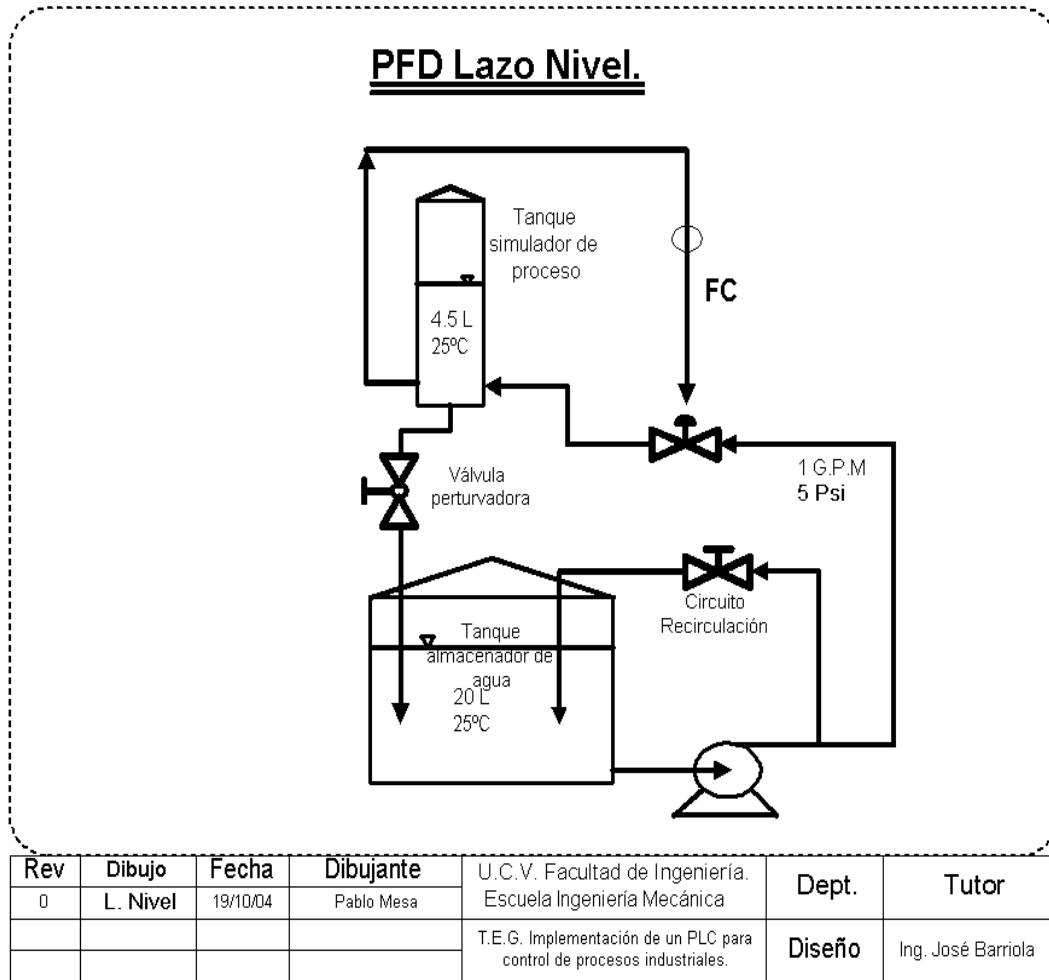 PFD Lazo Nivel.
Tanque
simulador de
proceso
FC
4.5 L
25ºC
Válvula
perturvadora
1 G.P.M
5 Psi
Circuito
Recirculación
Tanque
almacenador de
agua
20 L
25ºC
Rev Dibujo Fecha Dibujante
0 L. Nivel 19/10/04 Pablo Mesa
U.C.V. Facultad de Ingeniería.
Escuela Ingeniería Mecánica
Dept. Tutor
T.E.G. Implementación de un PLC para
control de procesos industriales.
Diseño Ing. José Barriola